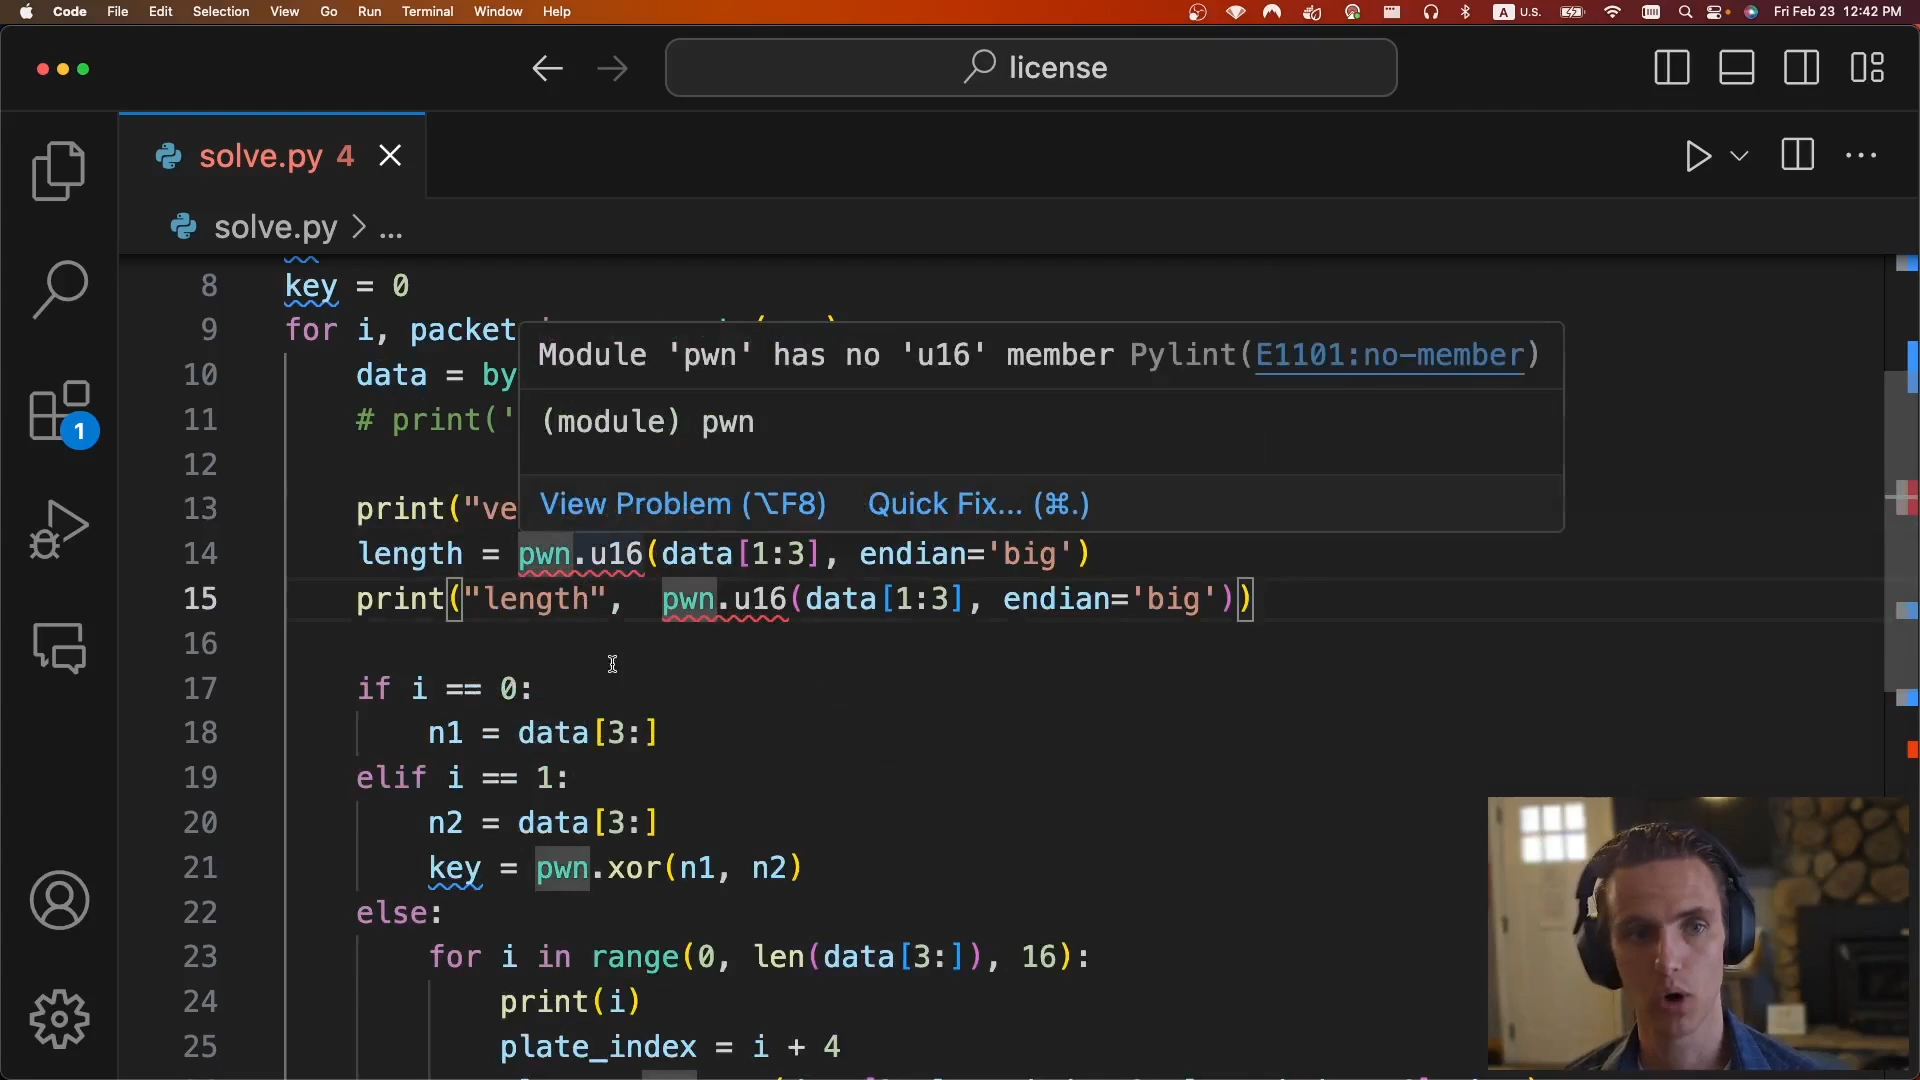 Code File Edit Selection View Go Run Terminal Window Help A U.S. Fri Feb 23 12:42 PM
license
solve.py 4
solve.py > ...
8 key = 0
9 for i, packet
10 data = by
11 # print('
12
13 print("ve
14 length = pwn.u16(data[1:3], endian='big')
15 print("length",  pwn.u16(data[1:3], endian='big'))
16
17 if i == 0:
18 n1 = data[3:]
19 elif i == 1:
20 n2 = data[3:]
21 key = pwn.xor(n1, n2)
22 else:
23 for i in range(0, len(data[3:]), 16):
24 print(i)
25 plate_index = i + 4
Module 'pwn' has no 'u16' member Pylint(E1101:no-member)
(module) pwn
View Problem (⌥F8) Quick Fix... (⌘.)
1